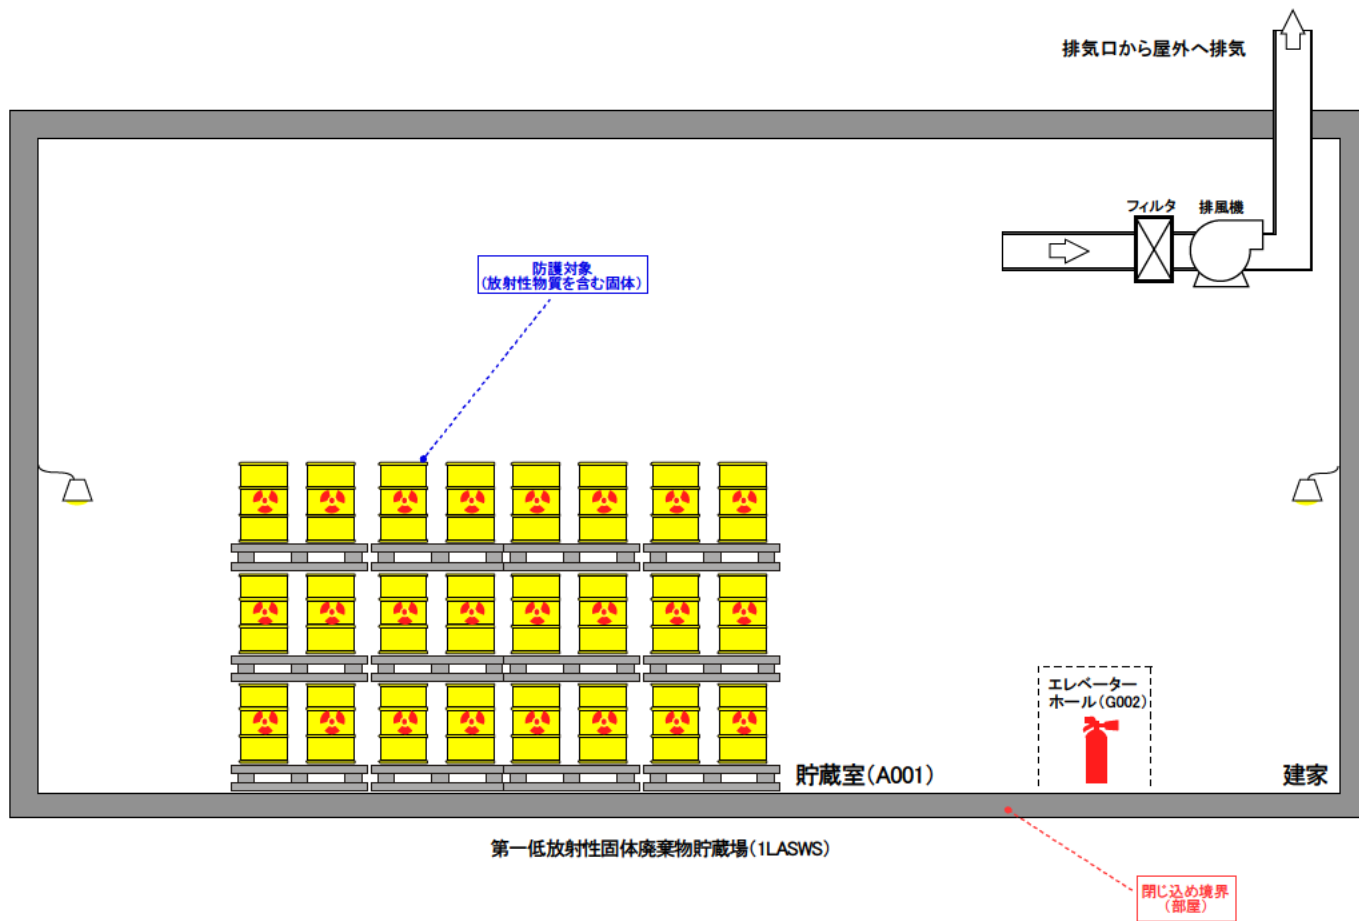 排気口から屋外へ排気
フィルタ
排風機
防護対象
(放射性物質を含む固体)
エレベーター
ホール(G002)
貯蔵室(A001)
建家
第一低放射性固体廃棄物貯蔵場(1LASWS)
閉じ込め境界
(部屋)